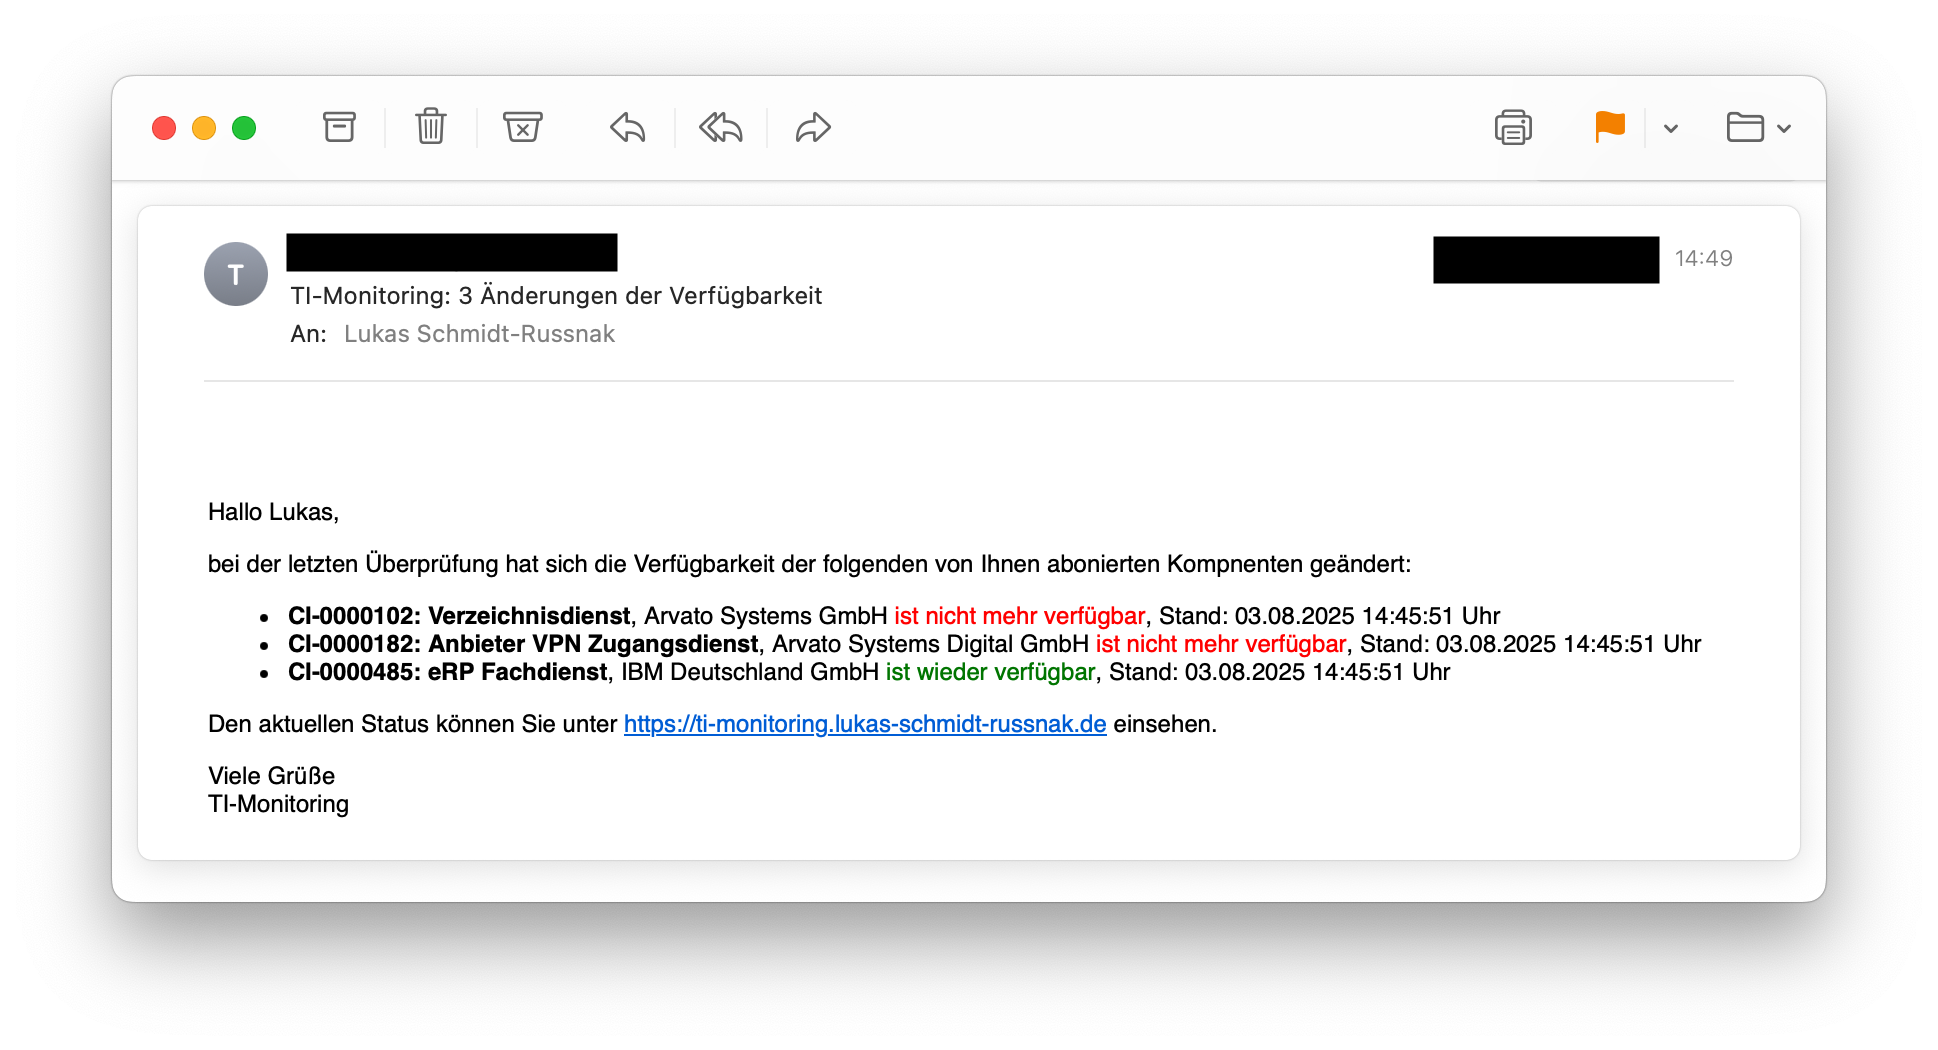 T
14:49
TI-Monitoring: 3 Änderungen der Verfügbarkeit
An: Lukas Schmidt-Russnak
Hallo Lukas,
bei der letzten Überprüfung hat sich die Verfügbarkeit der folgenden von Ihnen abonierten Kompnenten geändert:
• CI-0000102: Verzeichnisdienst, Arvato Systems GmbH ist nicht mehr verfügbar, Stand: 03.08.2025 14:45:51 Uhr
• CI-0000182: Anbieter VPN Zugangsdienst, Arvato Systems Digital GmbH ist nicht mehr verfügbar, Stand: 03.08.2025 14:45:51 Uhr
• CI-0000485: eRP Fachdienst, IBM Deutschland GmbH ist wieder verfügbar, Stand: 03.08.2025 14:45:51 Uhr
Den aktuellen Status können Sie unter https://ti-monitoring.lukas-schmidt-russnak.de einsehen.
Viele Grüße
TI-Monitoring